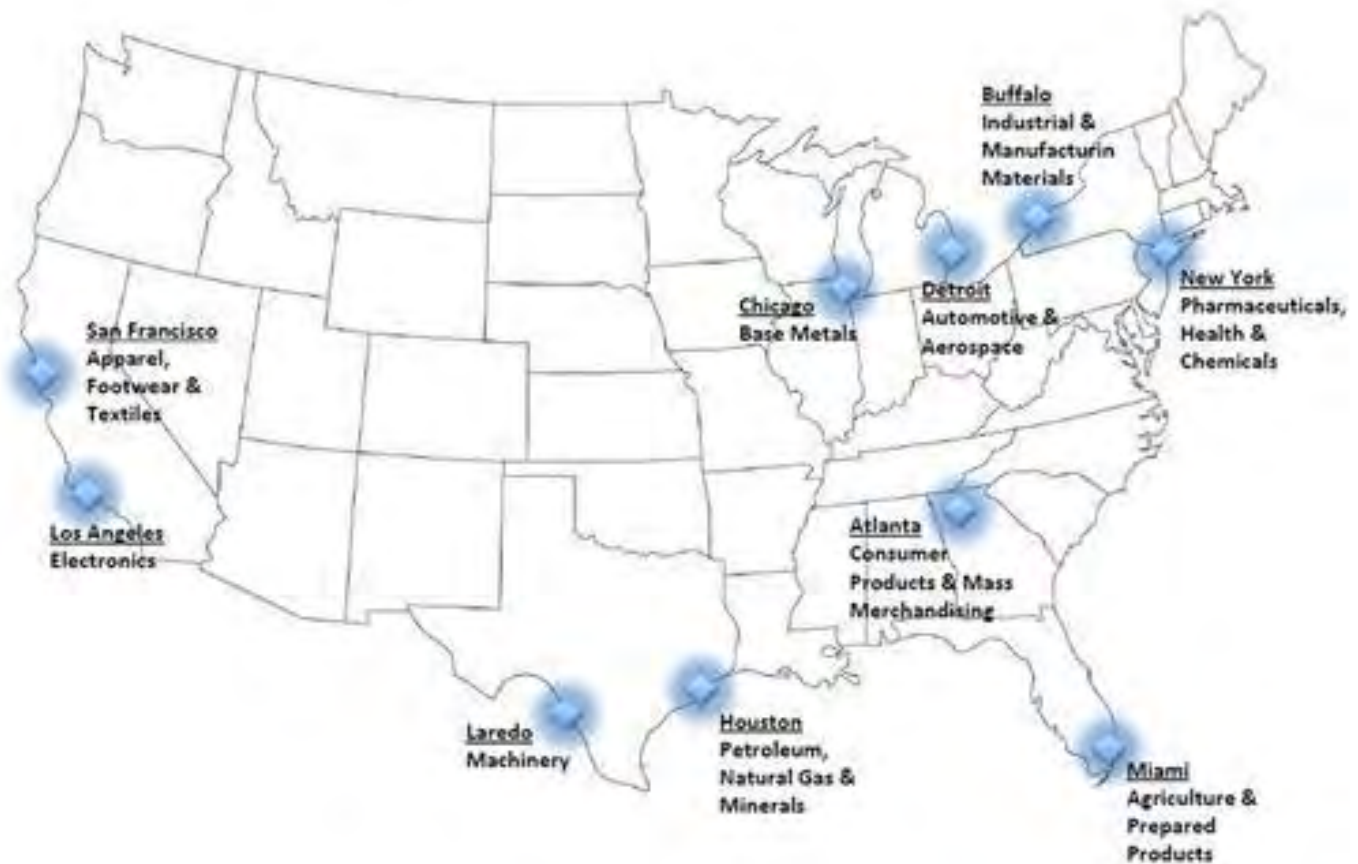 Buffalo
Industrial &
Manufacturin
Materials
New York
Pharmaceuticals,
Health &
Chemicals
Detroit
Automotive &
Aerospace
Chicago
Base Metals
San Francisco
Apparel,
Footwear &
Textiles
Los Angeles
Electronics
Atlanta
Consumer
Products & Mass
Merchandising
Laredo
Machinery
Houston
Petroleum,
Natural Gas &
Minerals
Miami
Agriculture &
Prepared
Products